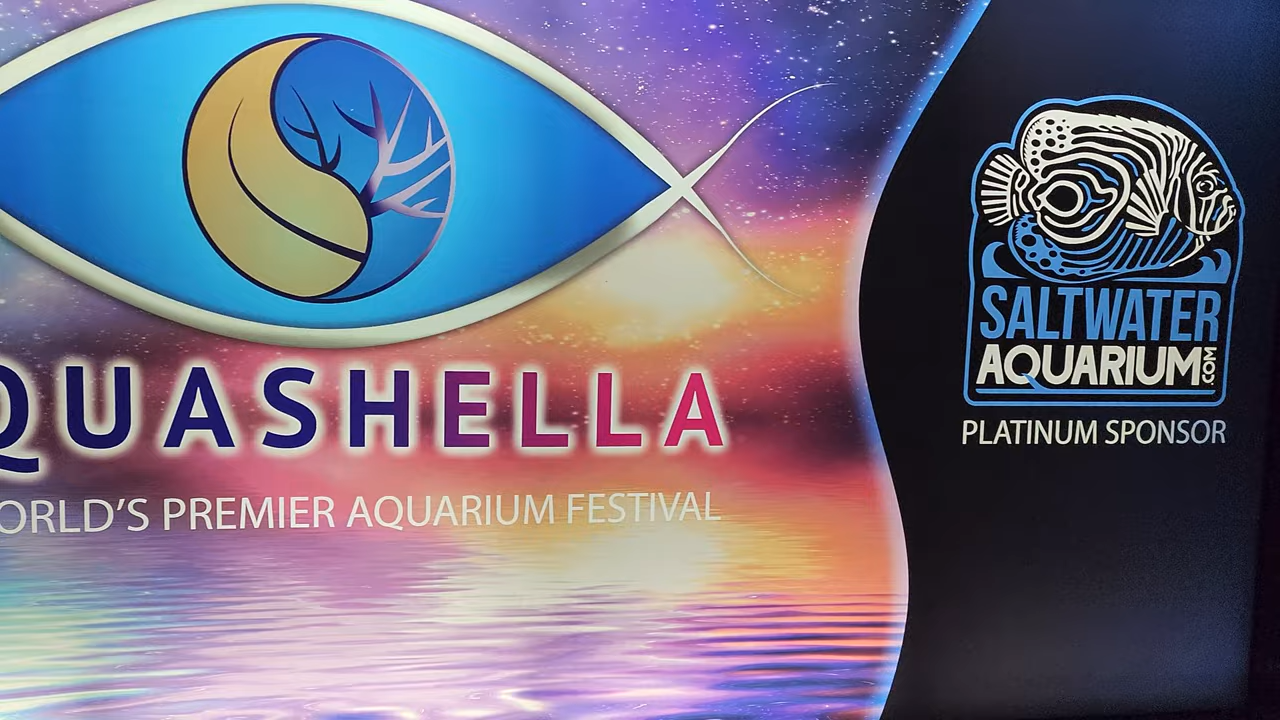 QUASHELLA
ORLD'S PREMIER AQUARIUM FESTIVAL
SALTWATER
AQUARIUM.COM
PLATINUM SPONSOR